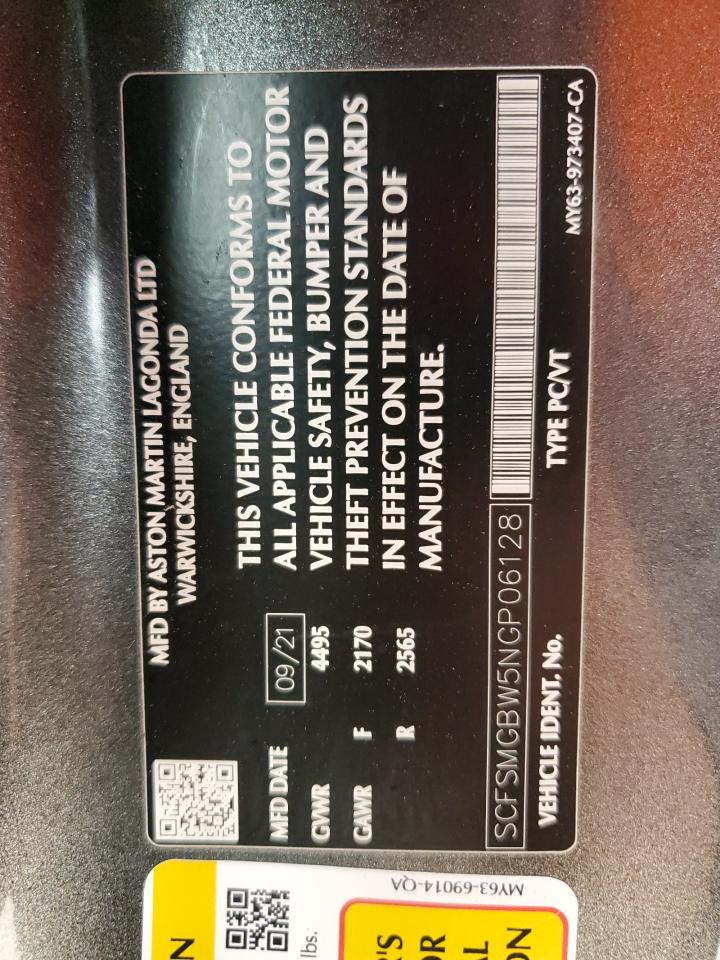 MFD BY ASTON MARTIN LAGONDA LTD
WARWICKSHIRE, ENGLAND
THIS VEHICLE CONFORMS TO
MFD DATE 09/21 ALL APPLICABLE FEDERAL MOTOR
GVWR 4495 VEHICLE SAFETY, BUMPER AND
GAWR F 2170 THEFT PREVENTION STANDARDS
R 2565 IN EFFECT ON THE DATE OF
MANUFACTURE.
SCFSMGBW5NGP06128
VEHICLE IDENT. No. TYPE PC/VT MY63-973407-CA
MY63-69014-QA
lbs.